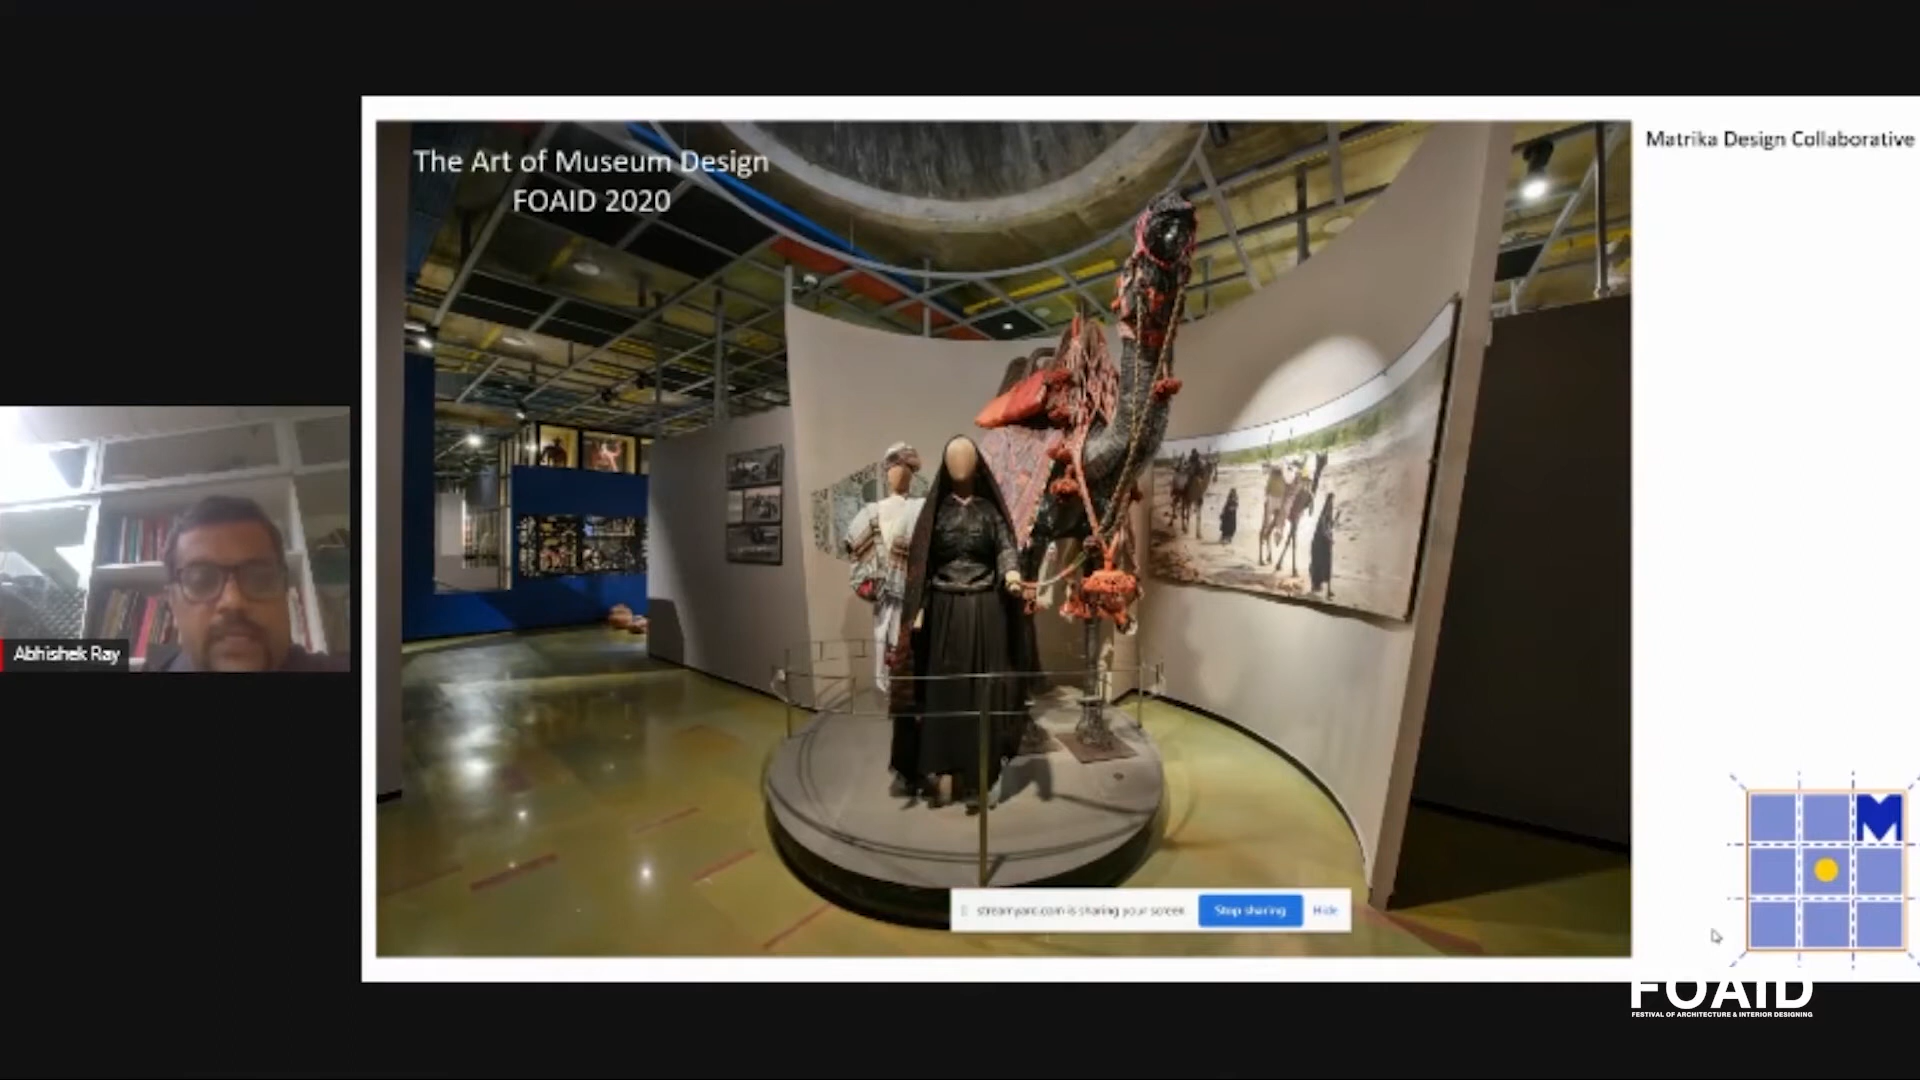 The Art of Museum Design
FOAID 2020
Matrika Design Collaborative
Abhishek Ray
streamyard.com is sharing your screen
Stop sharing
Hide
M
FOAID
FESTIVAL OF ARCHITECTURE & INTERIOR DESIGNING